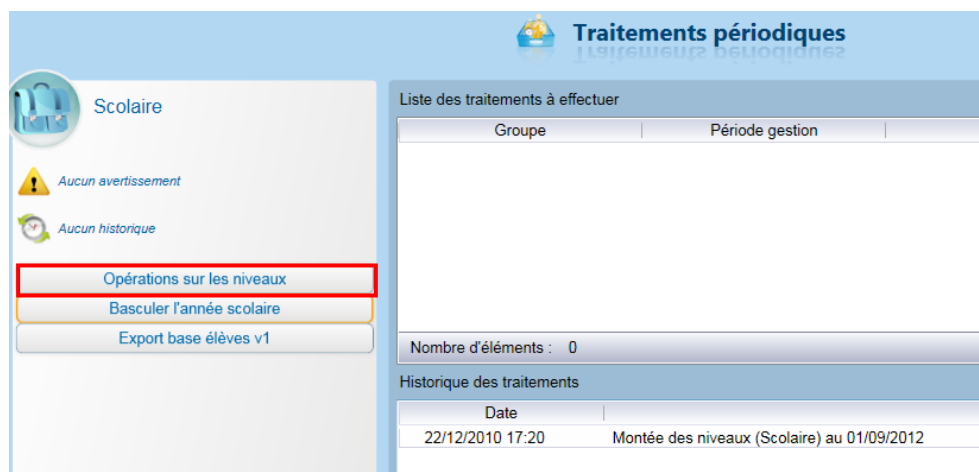 Traitements périodiques
Scolaire
Aucun avertissement
Aucun historique
Opérations sur les niveaux
Basculer l'année scolaire
Export base élèves v1
Liste des traitements à effectuer
Groupe Période gestion
Nombre d'éléments : 0
Historique des traitements
Date
22/12/2010 17:20 Montée des niveaux (Scolaire) au 01/09/2012